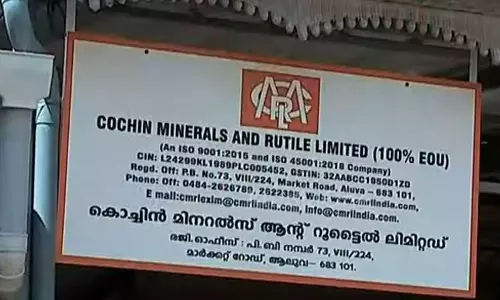 CMRL
COCHIN MINERALS AND RUTILE LIMITED (100% EOU)
(An ISO 9001:2015 and ISO 45001:2018 Company)
CIN: L24299KL1989PLC005452, GSTIN: 32AABCC1950D1ZD
Regd. Off: P.B. No.73, VIII/224, Market Road, Aluva – 683 101,
Phone: Off: 0484-2626789, 2622385, Web: www.cmrlindia.com,
E mail:cmrlexim@cmrlindia.com, info@cmrlindia.com.
കൊച്ചിൻ മിനറൽസ് ആന്റ് റൂട്ടൈൽ ലിമിറ്റഡ്
രജി.ഓഫീസ് : പി.ബി നമ്പർ 73, VIII/224,
മാർക്കറ്റ് റോഡ്, ആലുവ– 683 101.